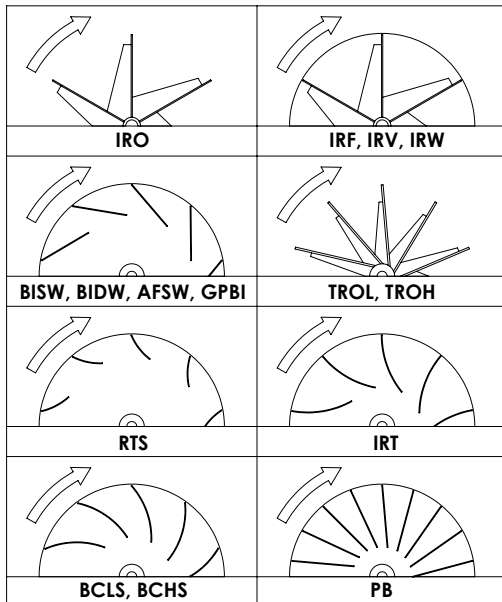 IRO
IRF, IRV, IRW
BISW, BIDW, AFSW, GPBI
TROL, TROH
RTS
IRT
BCLS, BCHS
PB